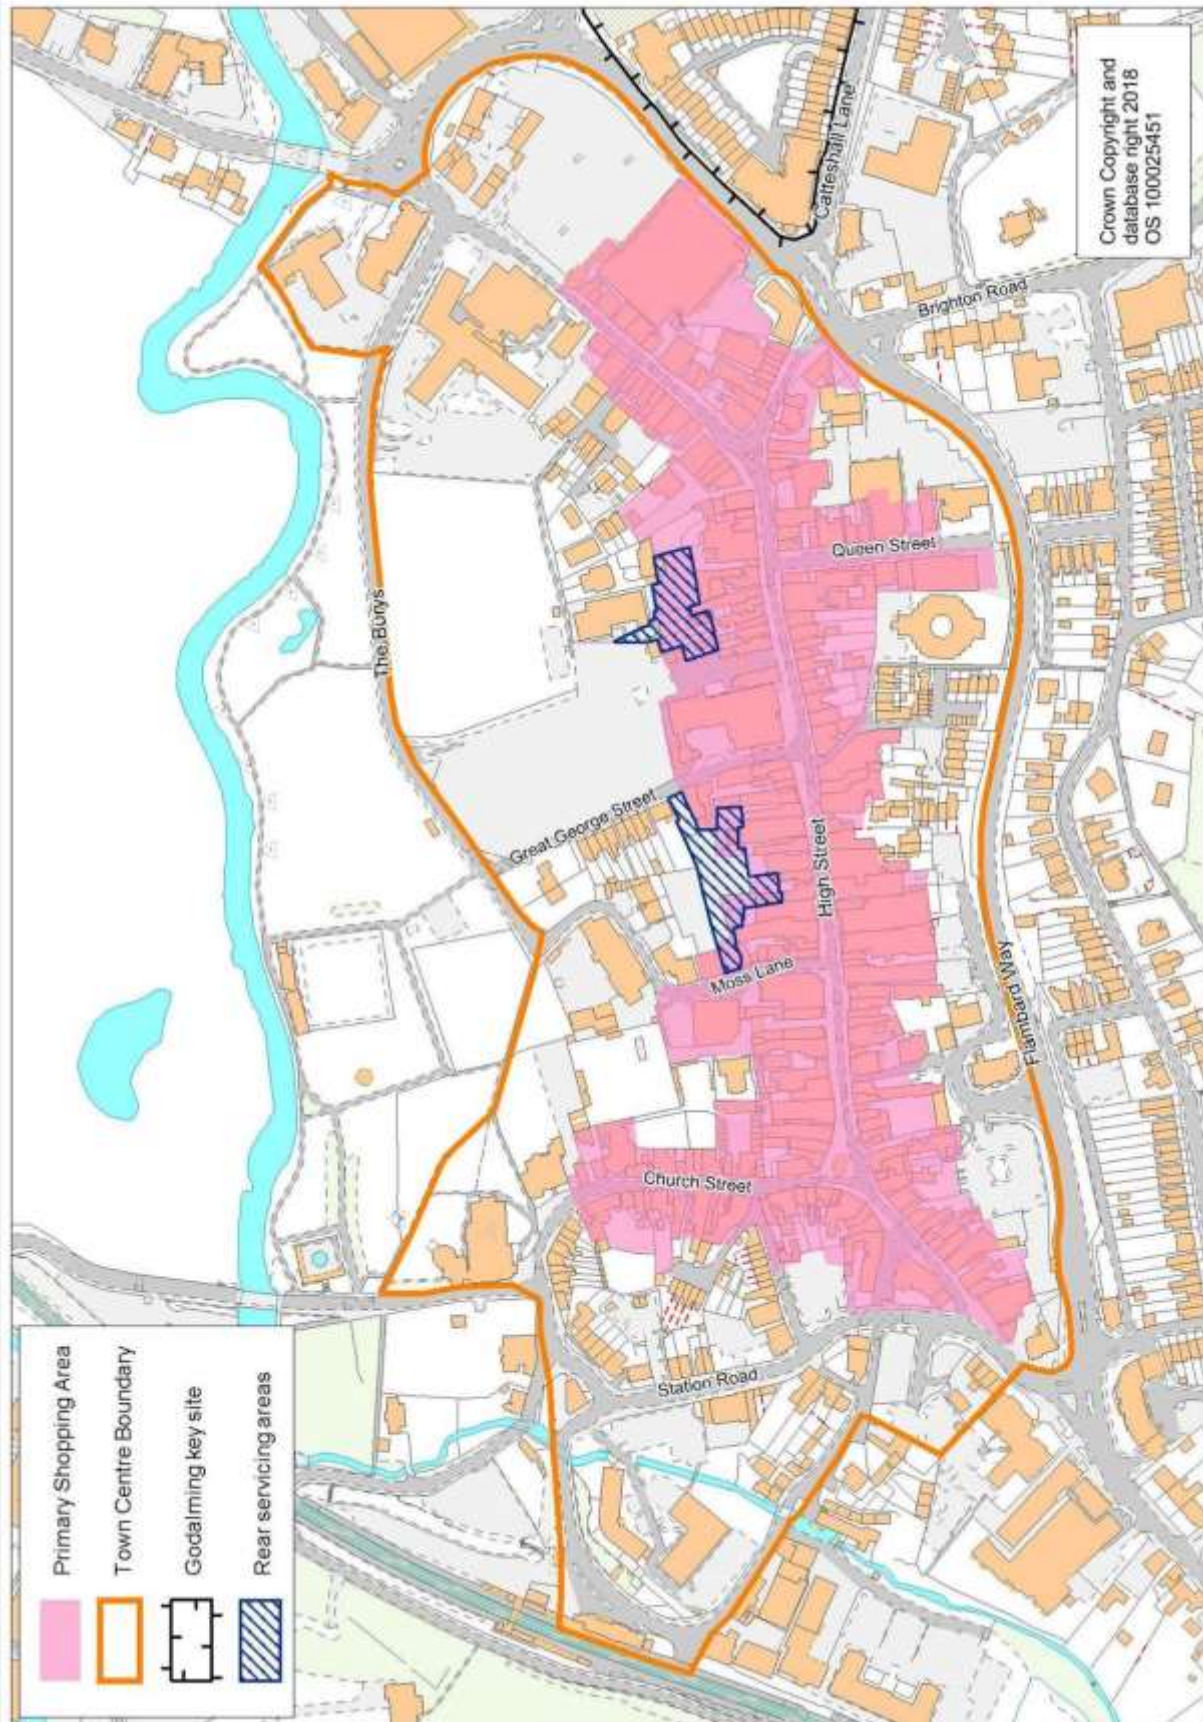 Primary Shopping Area
Town Centre Boundary
Godalming key site
Rear servicing areas
The Burys
Great George Street
Moss Lane
Church Street
Station Road
High Street
Queen Street
Flambard Way
Brighton Road
Catteshall Lane
Crown Copyright and
database right 2018
OS 100025451